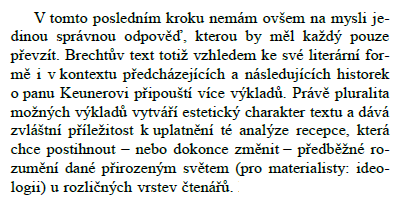 V tomto posledním kroku nemám ovšem na mysli je-
dinou správnou odpověď, kterou by měl každý pouze
převzít. Brechtův text totiž vzhledem ke své literární for-
mě i v kontextu předcházejících a následujících historek
o panu Keunerovi připouští více výkladů. Právě pluralita
možných výkladů vytváří estetický charakter textu a dává
zvláštní příležitost k uplatnění té analýze recepce, která
chce postihnout – nebo dokonce změnit – předběžné ro-
zumění dané přirozeným světem (pro materialisty: ideo-
logii) u rozličných vrstev čtenářů.